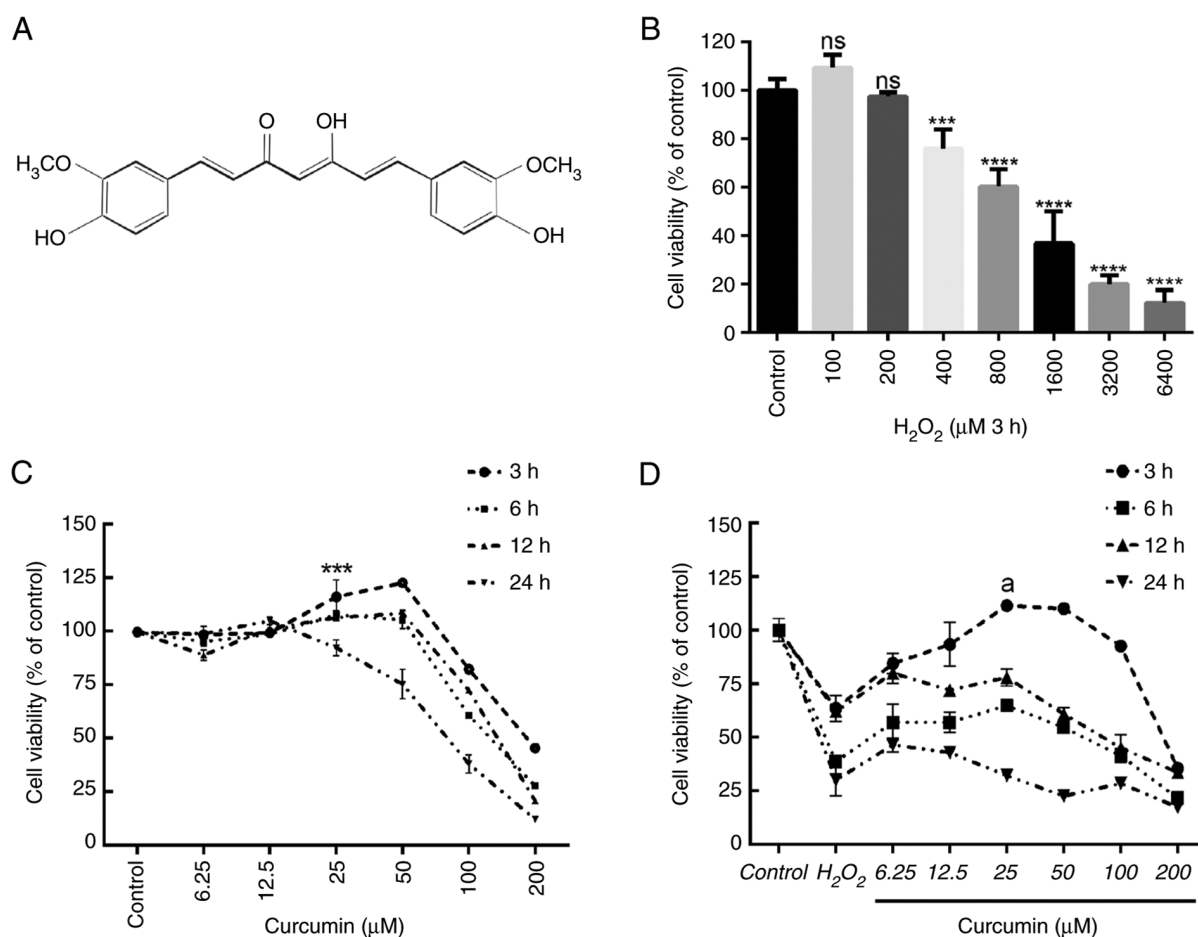 A
O
OH
H3CO
OCH3
HO
OH
B
120
100
80
60
40
20
0
Cell viability (% of control)
ns
ns
***
****
****
****
****
Control
100
200
400
800
1600
3200
6400
H2O2 (μM 3 h)
C
3 h
6 h
12 h
24 h
150
125
100
75
50
25
0
Cell viability (% of control)
***
Control
6.25
12.5
25
50
100
200
Curcumin (μM)
D
3 h
6 h
12 h
24 h
150
125
100
75
50
25
0
Cell viability (% of control)
a
Control H2O2 6.25 12.5 25 50 100 200
Curcumin (μM)